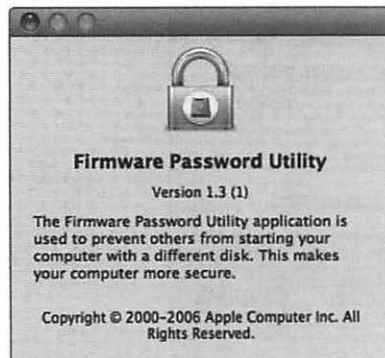 Firmware Password Utility
Version 1.3 (1)
The Firmware Password Utility application is
used to prevent others from starting your
computer with a different disk. This makes
your computer more secure.
Copyright © 2000-2006 Apple Computer Inc. All
Rights Reserved.